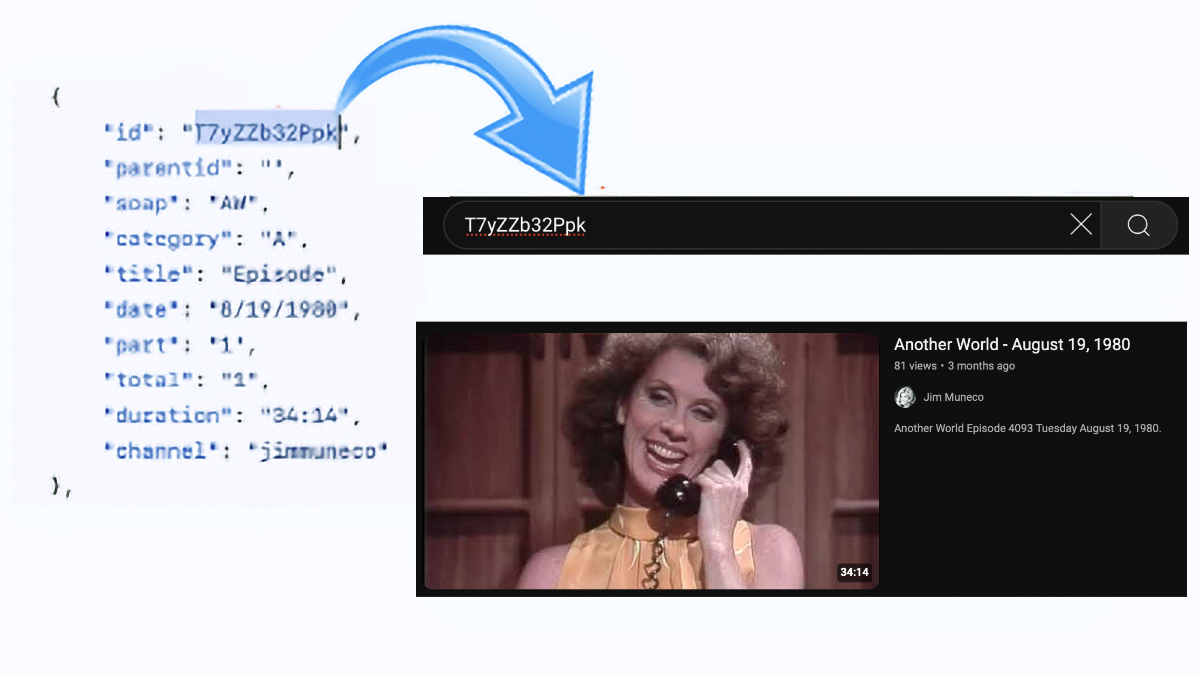 {
"id": "T7yZZb32Ppk",
"parentid": "",
"soap": "AW",
"category": "A",
"title": "Episode",
"date": "8/19/1980",
"part": "1",
"total": "1",
"duration": "34:14",
"channel": "jimmuneco"
},
T7yZZb32Ppk
Another World - August 19, 1980
81 views • 3 months ago
Jim Muneco
Another World Episode 4093 Tuesday August 19, 1980.
34:14